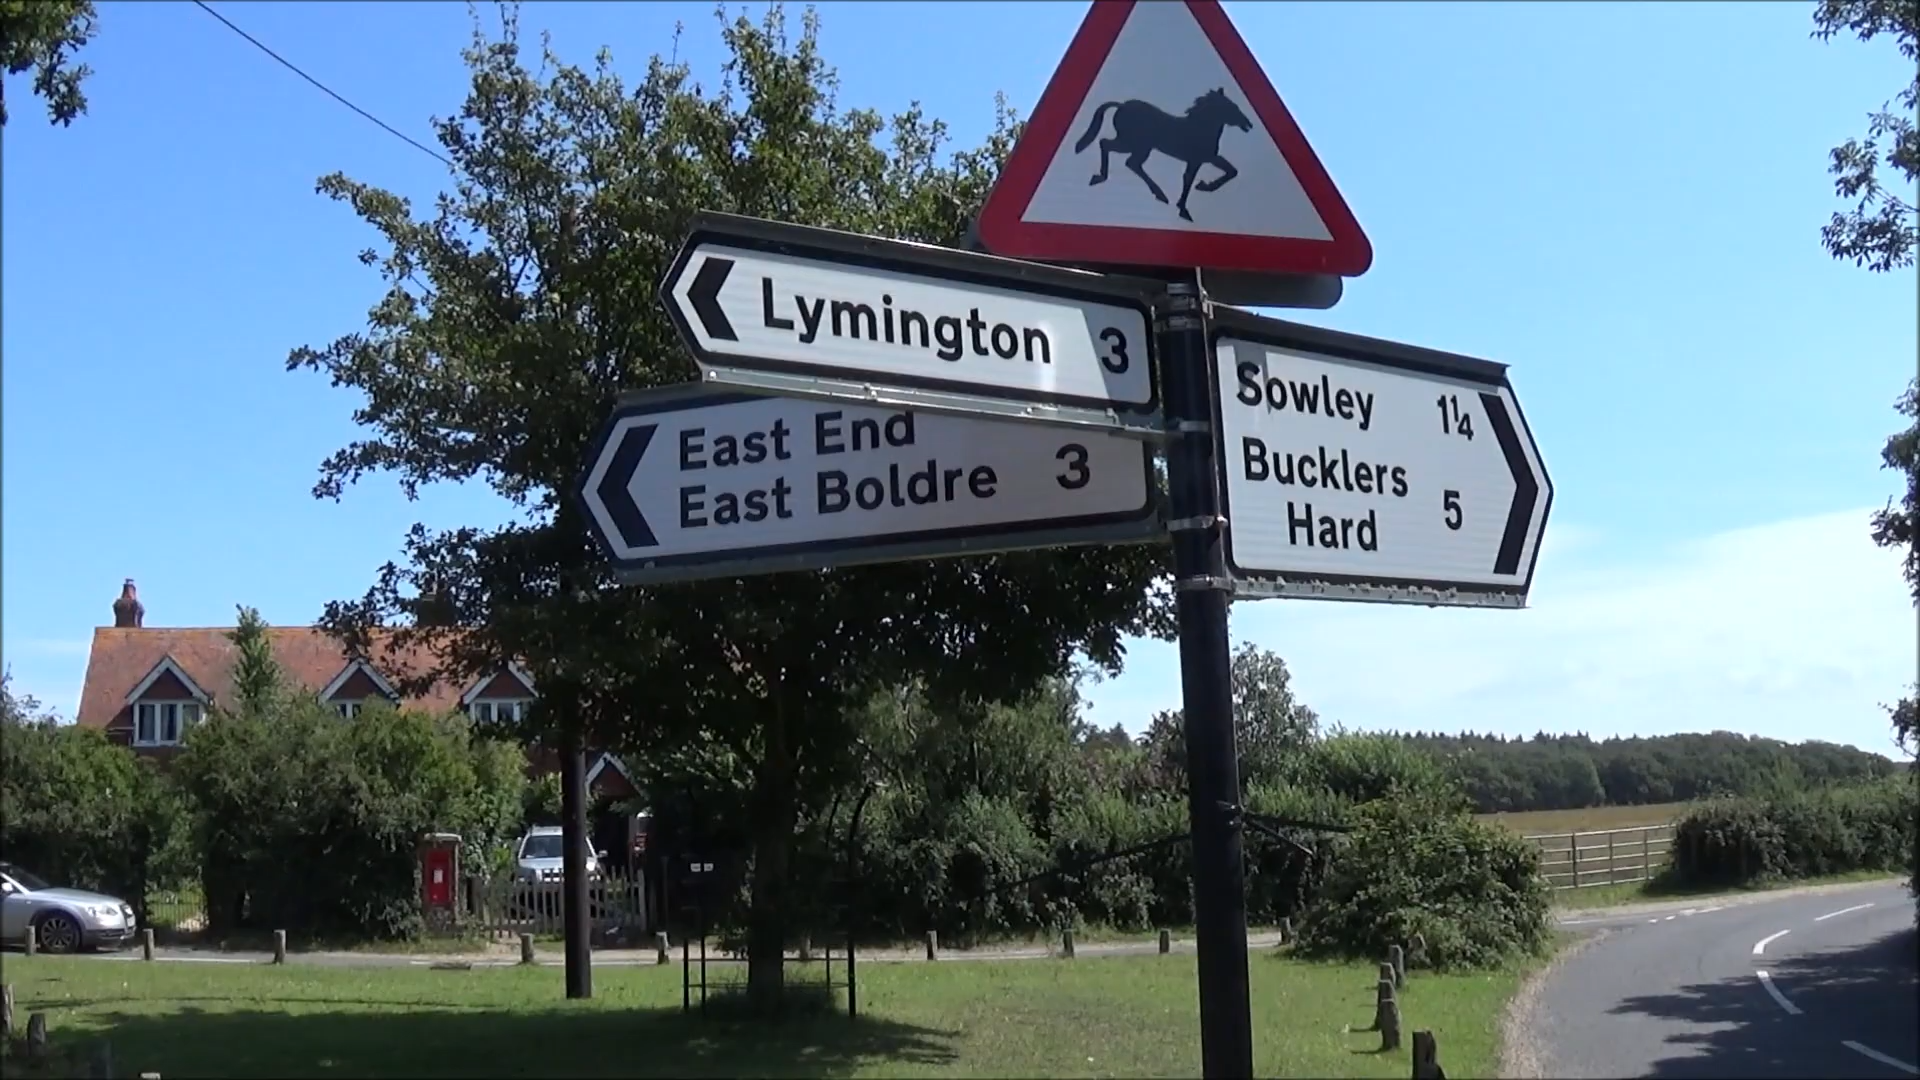 Lymington 3
East End
East Boldre 3
Sowley 1¼
Bucklers
Hard 5